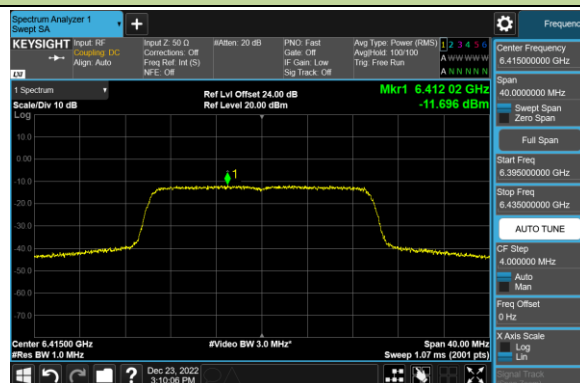 Spectrum Analyzer 1
Swept SA
+
Frequen
KEYSIGHT Input: RF Input Z: 50 Ω #Atten: 20 dB PNO: Fast Avg Type: Power (RMS) 1 2 3 4 5 6
Coupling: DC Corrections: Off Gate: Off Avg|Hold: 100/100 A W W W W W
Align: Auto Freq Ref: Int (S) IF Gain: Low Trig: Free Run
NFE: Off Sig Track: Off A N N N N N
LXI
1 Spectrum Ref Lvl Offset 24.00 dB Mkr1 6.412 02 GHz
Scale/Div 10 dB Ref Level 20.00 dBm -11.696 dBm
Log
10.0
0.00
1
-10.0
-20.0
-30.0
-40.0
-50.0
-60.0
-70.0
Center 6.41500 GHz #Video BW 3.0 MHz* Span 40.00 MHz
#Res BW 1.0 MHz Sweep 1.07 ms (2001 pts)
Dec 23, 2022
3:10:06 PM
?
Center Frequency
6.415000000 GHz
Span
40.0000000 MHz
Swept Span
Zero Span
Full Span
Start Freq
6.395000000 GHz
Stop Freq
6.435000000 GHz
AUTO TUNE
CF Step
4.000000 MHz
Auto
Man
Freq Offset
0 Hz
X Axis Scale
Log
Lin
Signal Track